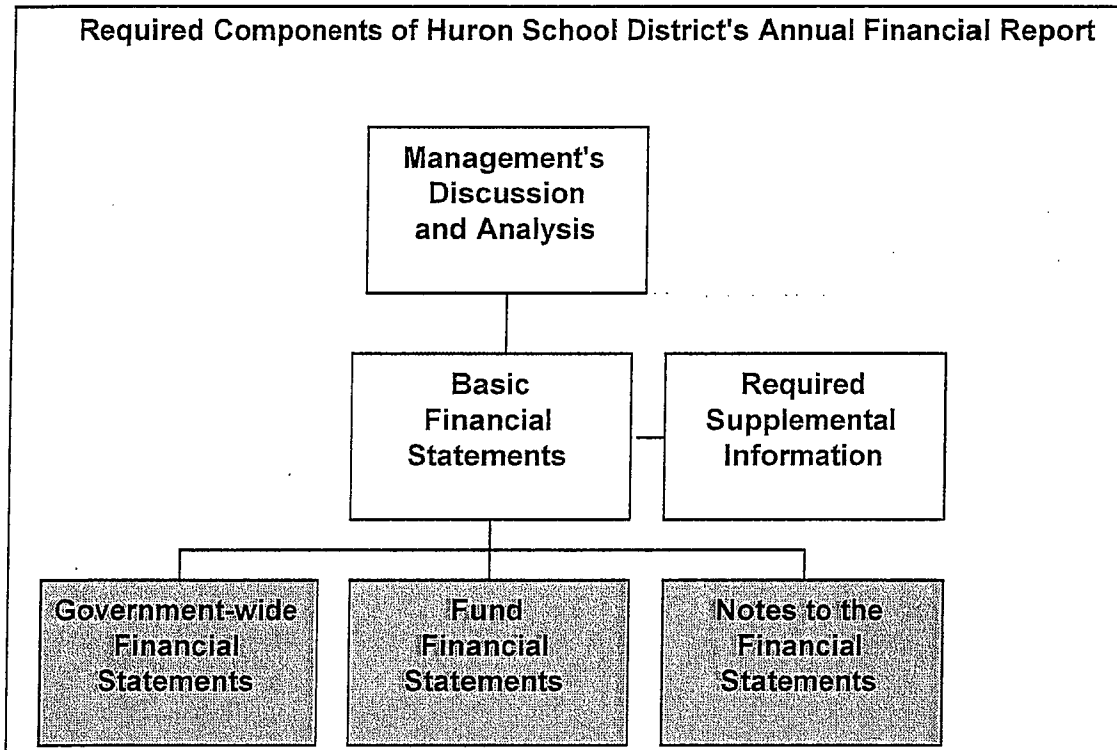 Required Components of Huron School District's Annual Financial Report
Management's
Discussion
and Analysis
Basic
Financial
Statements
Required
Supplemental
Information
Government-wide
Financial
Statements
Fund
Financial
Statements
Notes to the
Financial
Statements